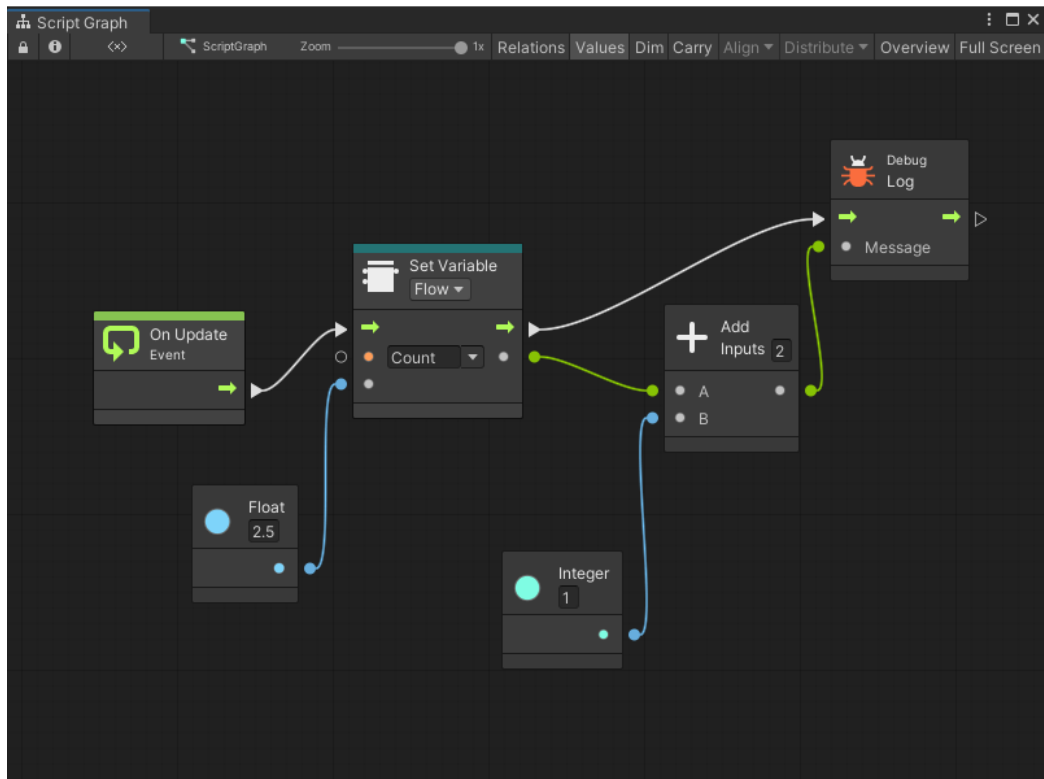 Script Graph
<×> ScriptGraph Zoom 1x Relations Values Dim Carry Align Distribute Overview Full Screen
Debug
Log
Message
Set Variable
Flow
Count
On Update
Event
Add
Inputs 2
A
B
Float
2.5
Integer
1